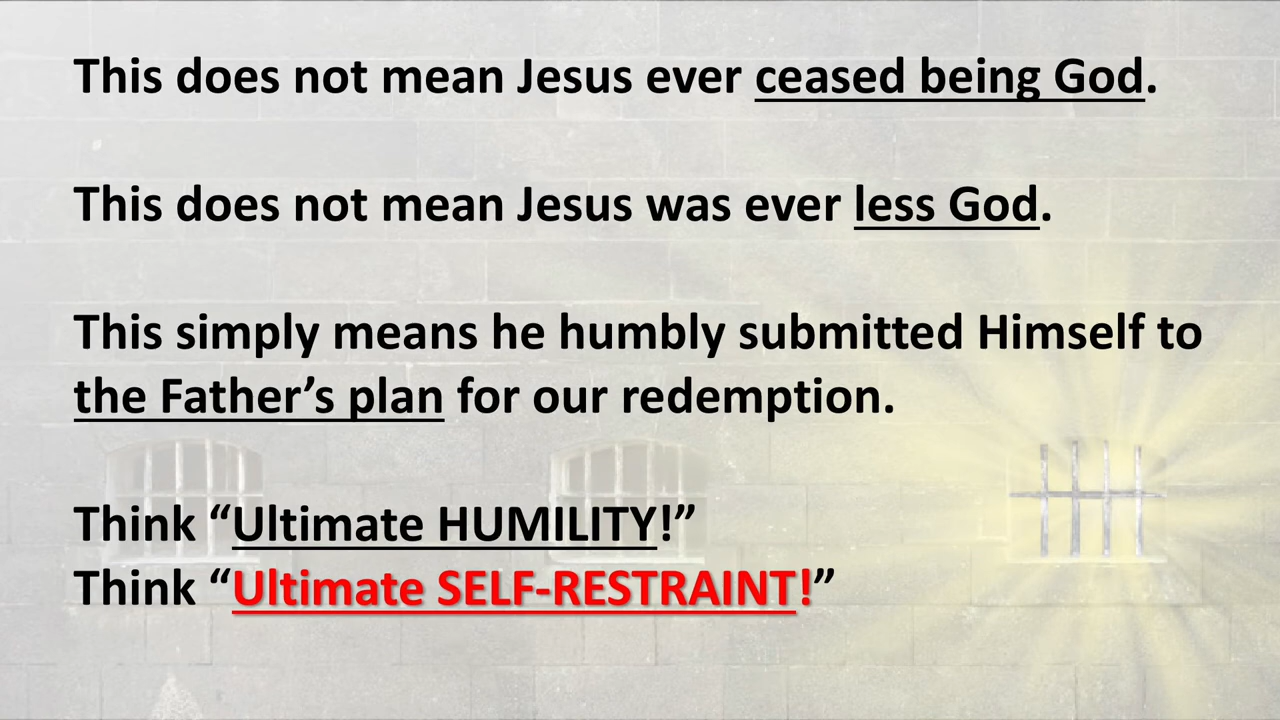 This does not mean Jesus ever ceased being God.
This does not mean Jesus was ever less God.
This simply means he humbly submitted Himself to
the Father’s plan for our redemption.
Think “Ultimate HUMILITY!”
Think “Ultimate SELF-RESTRAINT!”